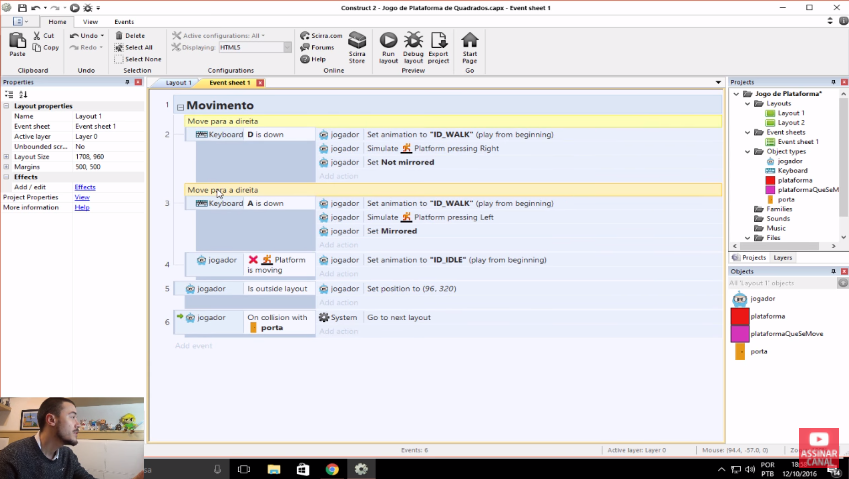 Construct 2 - Jogo de Plataforma de Quadrados.capx - Event sheet 1
Home View Events
Paste Cut Copy Undo Redo Delete Select All Select None Active configurations: All Displaying: HTML5 Scirra.com Forums Help Scirra Store Run layout Debug layout Export project Start Page
Clipboard Undo Selection Configurations Online Preview Go
Properties
Layout properties
Name Layout 1
Event sheet Event sheet 1
Active layer Layer 0
Unbounded scr... No
Layout Size 1708, 960
Margins 500, 500
Effects
Add / edit Effects
Project Properties View
More information Help
Layout 1 Event sheet 1
1 Movimento
Move para a direita
2 Keyboard D is down jogador Set animation to "ID_WALK" (play from beginning)
jogador Simulate Platform pressing Right
jogador Set Not mirrored
Add action
Move para a direita
3 Keyboard A is down jogador Set animation to "ID_WALK" (play from beginning)
jogador Simulate Platform pressing Left
jogador Set Mirrored
Add action
4 jogador Platform is moving jogador Set animation to "ID_IDLE" (play from beginning)
Add action
5 jogador Is outside layout jogador Set position to (96, 320)
Add action
6 jogador On collision with porta System Go to next layout
Add action
Add event
Projects
Jogo de Plataforma*
Layouts
Layout 1
Layout 2
Event sheets
Event sheet 1
Object types
jogador
Keyboard
plataforma
plataformaQueSe
porta
Families
Sounds
Music
Files
Projects Layers
Objects
All 'Layout 1' objects
jogador
plataforma
plataformaQueSeMove
porta
Events: 6 Active layer: Layer 0 Mouse: (94.4, -57.0, 0)
ASSINAR
CANAL
POR
PTB 12/10/2016